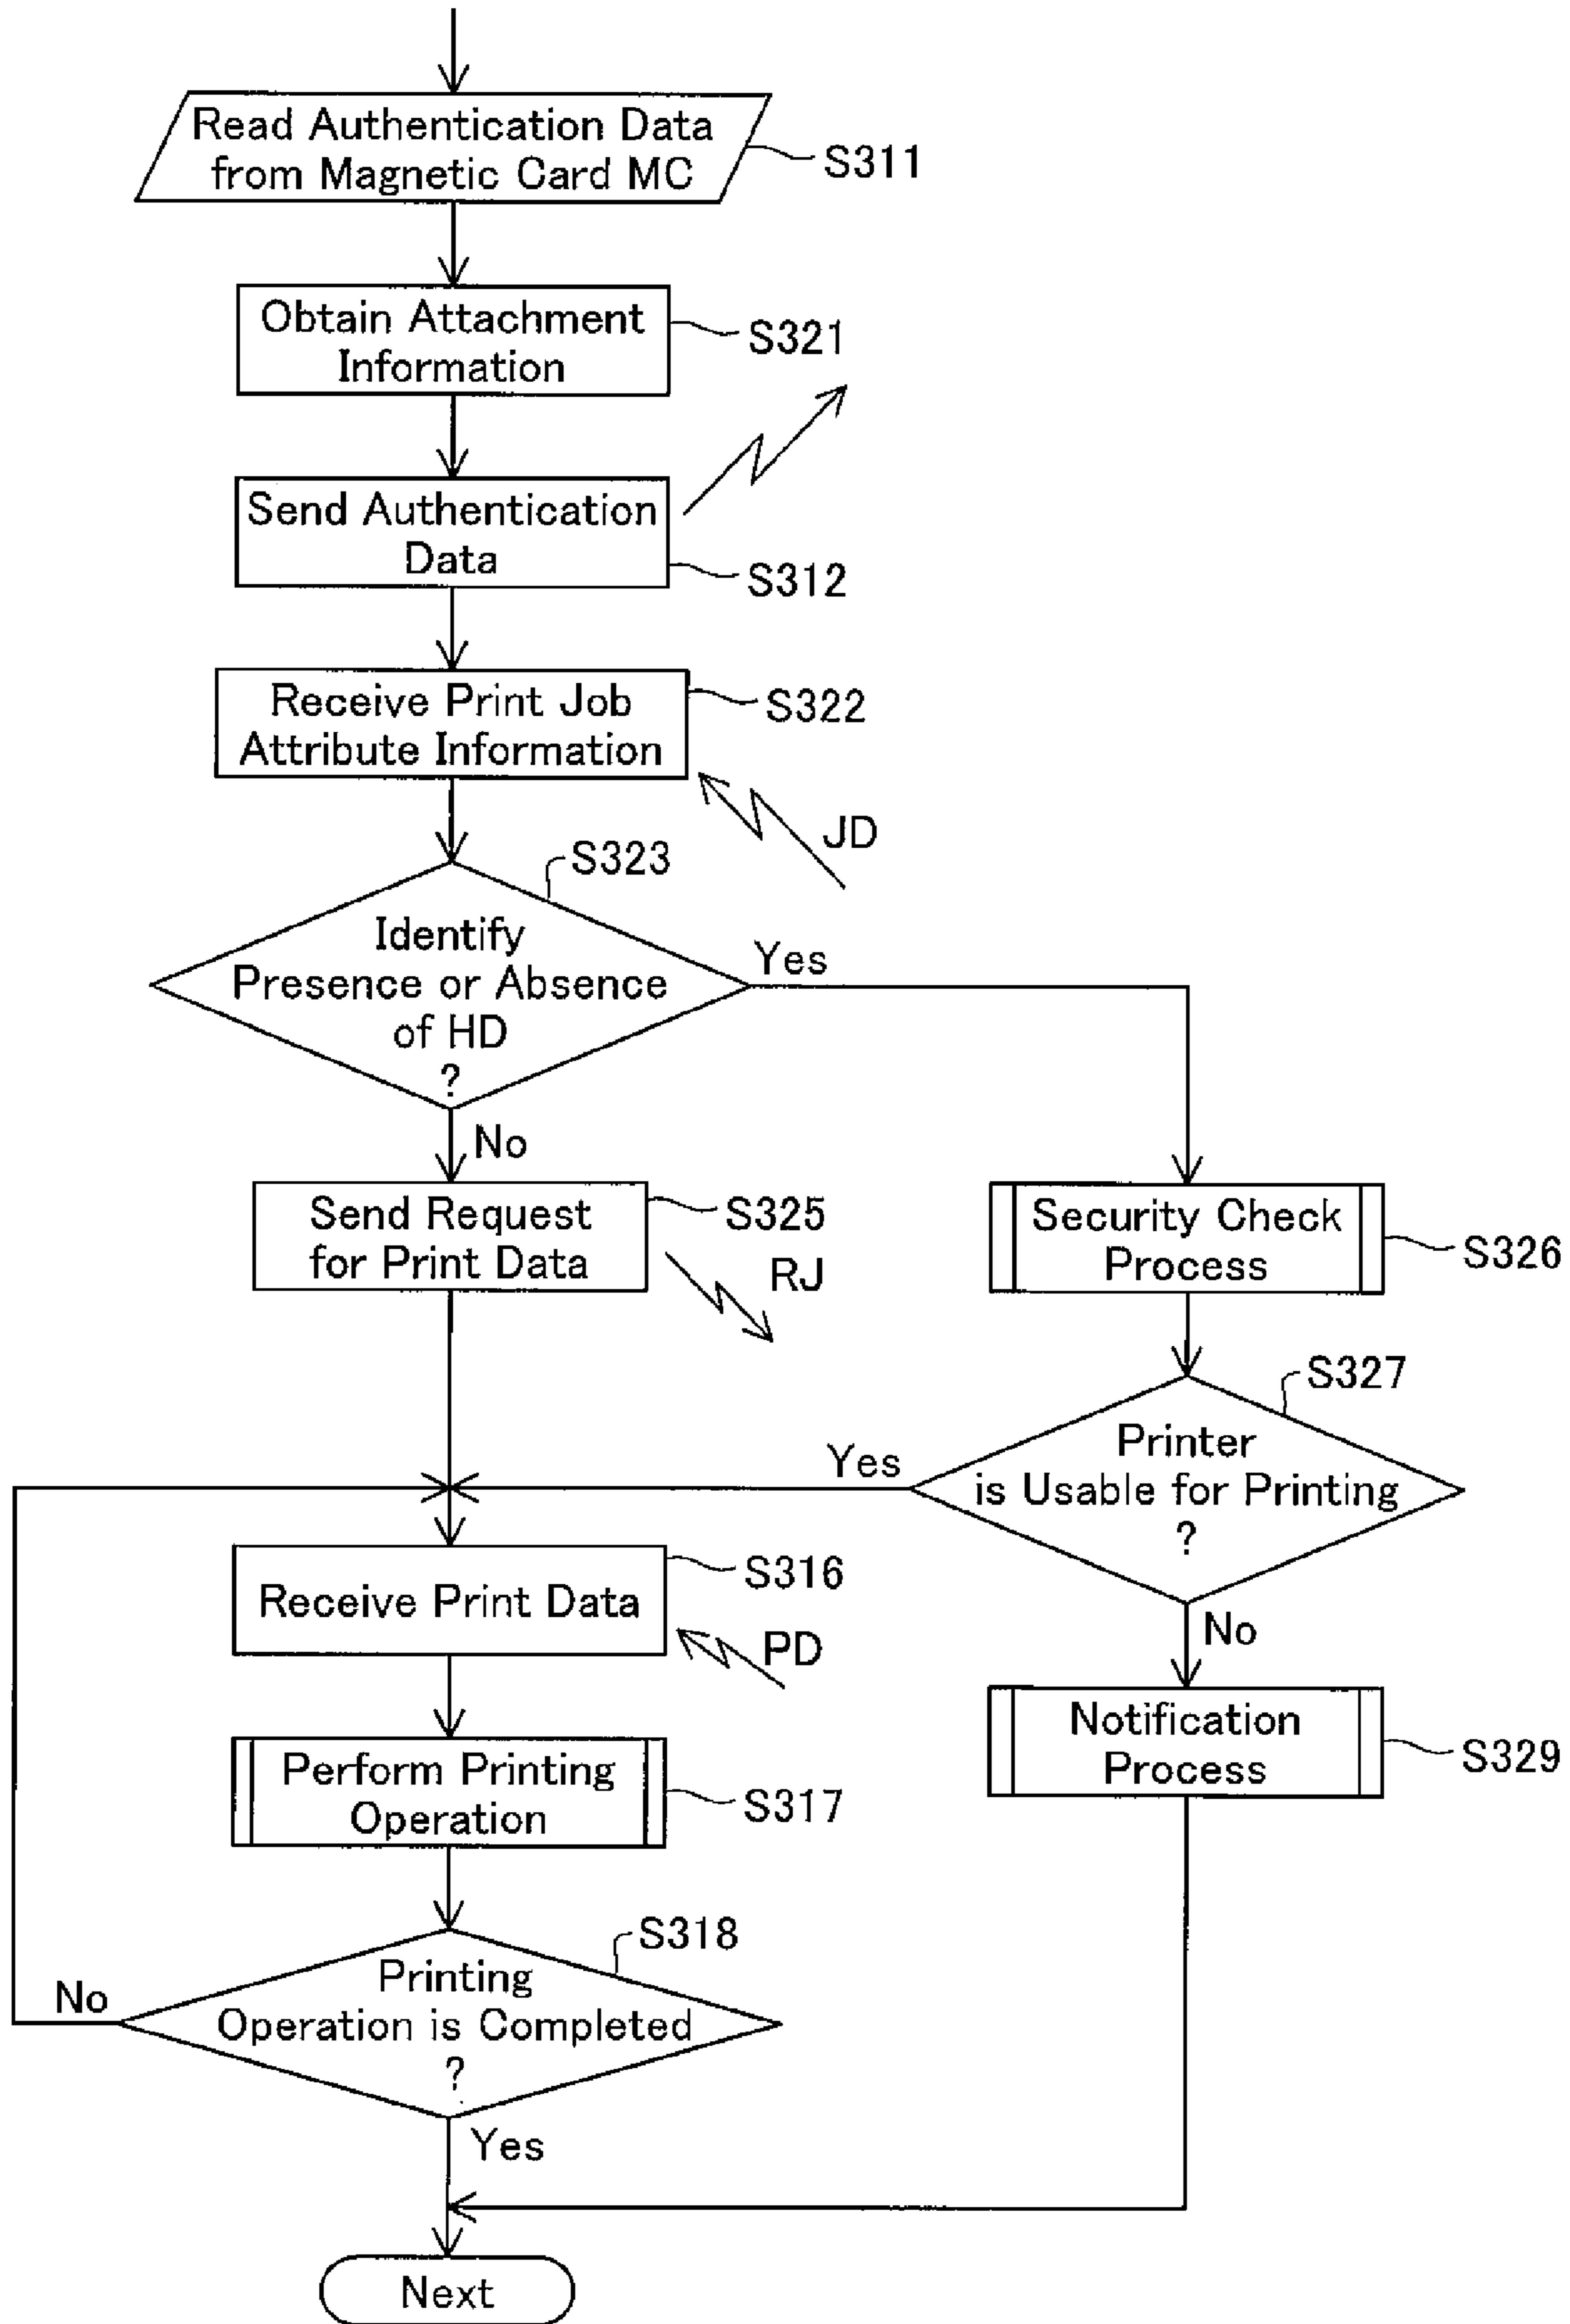 Read Authentication Data
from Magnetic Card MC
S311
Obtain Attachment
Information
S321
Send Authentication
Data
S312
Receive Print Job
Attribute Information
S322
JD
S323
Identify
Presence or Absence
of HD
?
Yes
No
Send Request
for Print Data
S325
RJ
Security Check
Process
S326
S327
Printer
is Usable for Printing
?
Yes
No
Receive Print Data
S316
PD
Notification
Process
S329
Perform Printing
Operation
S317
S318
Printing
Operation is Completed
?
No
Yes
Next